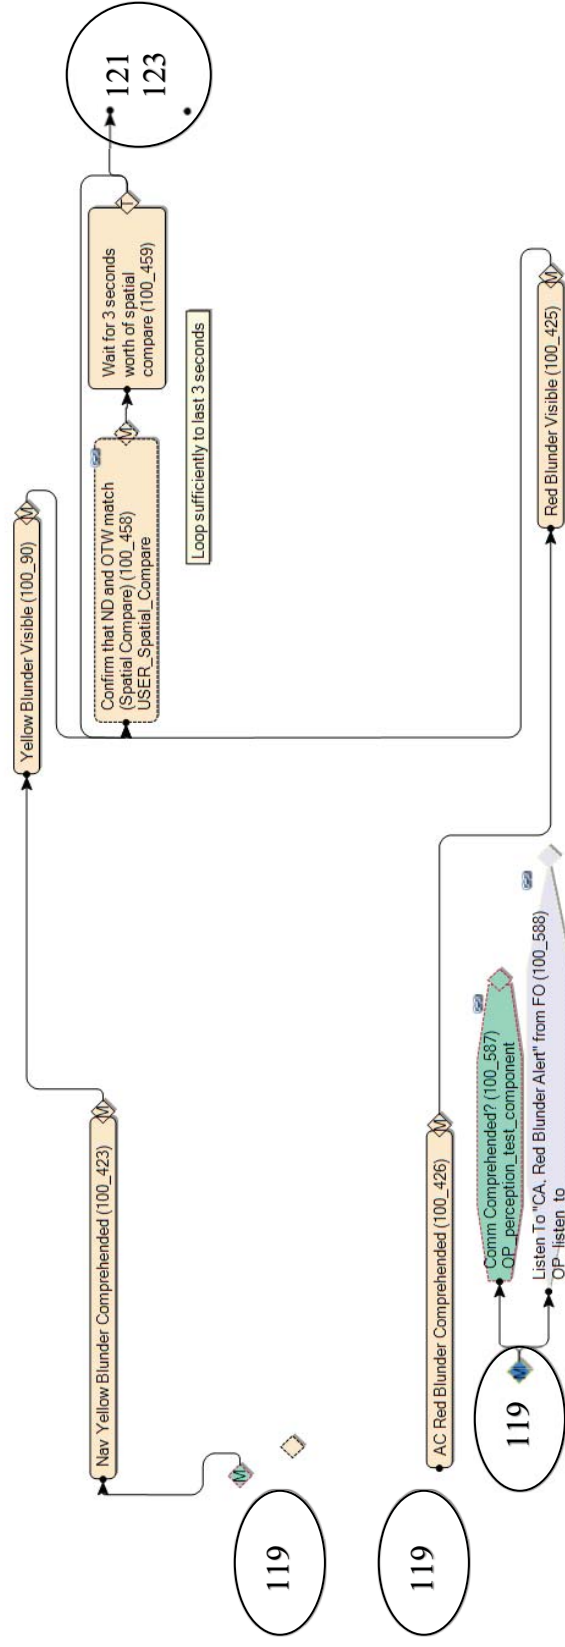 Yellow Blunder Visible (100_90)
M
121
123
Nav Yellow Blunder Comprehended (100_423)
M
Confirm that ND and OTW match
(Spatial Compare) (100_458)
USER_Spatial_Compare
M
Wait for 3 seconds
worth of spatial
compare (100_459)
T
Loop sufficiently to last 3 seconds
M
119
119
AC Red Blunder Comprehended (100_426)
M
119
M
Comm Comprehended? (100_587)
OP_perception_test_component
Listen To "CA, Red Blunder Alert" from FO (100_588)
OP_listen_to
Red Blunder Visible (100_425)
M